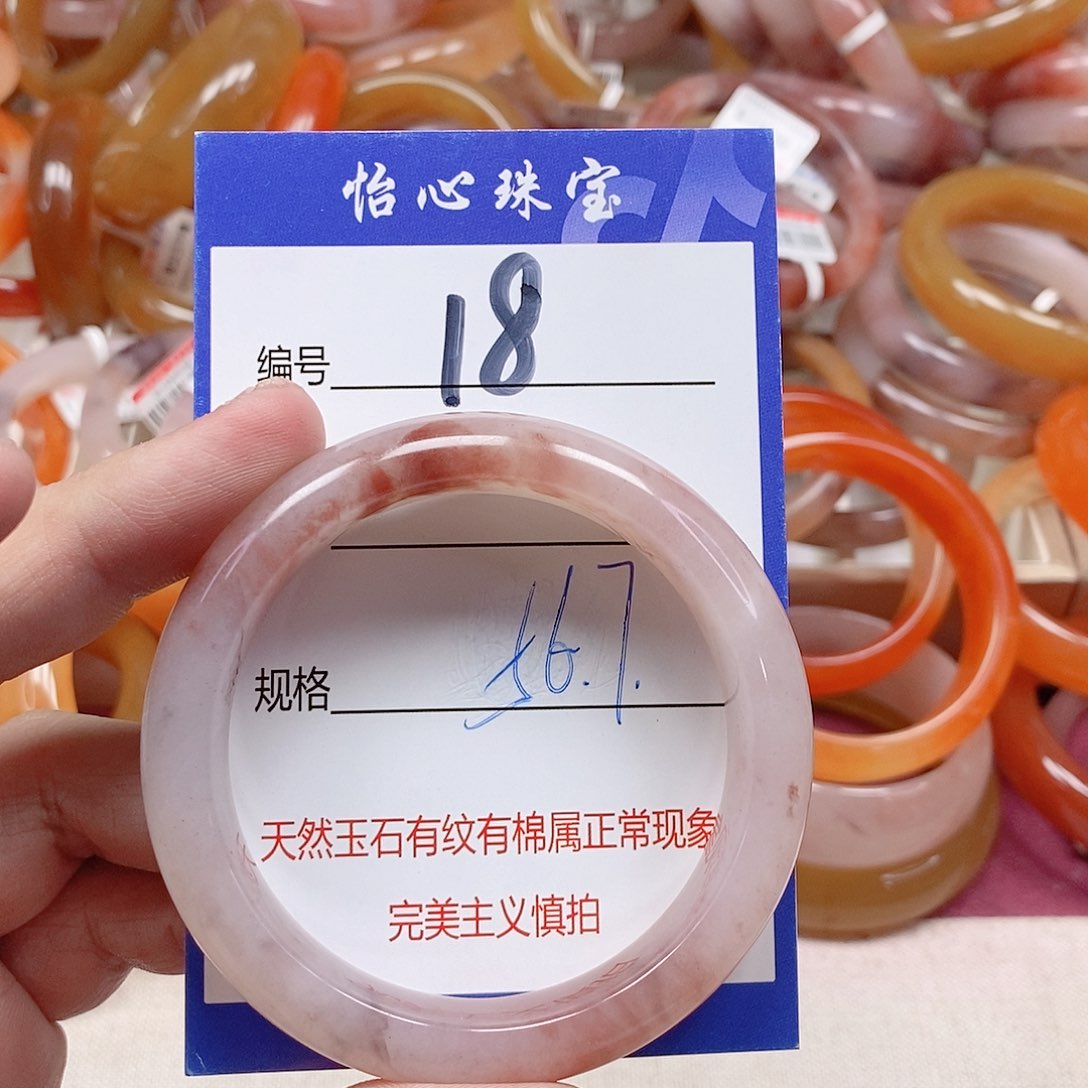 怡心珠宝
编号 18
规格 56.7.
天然玉石有纹有棉属正常现象
完美主义慎拍